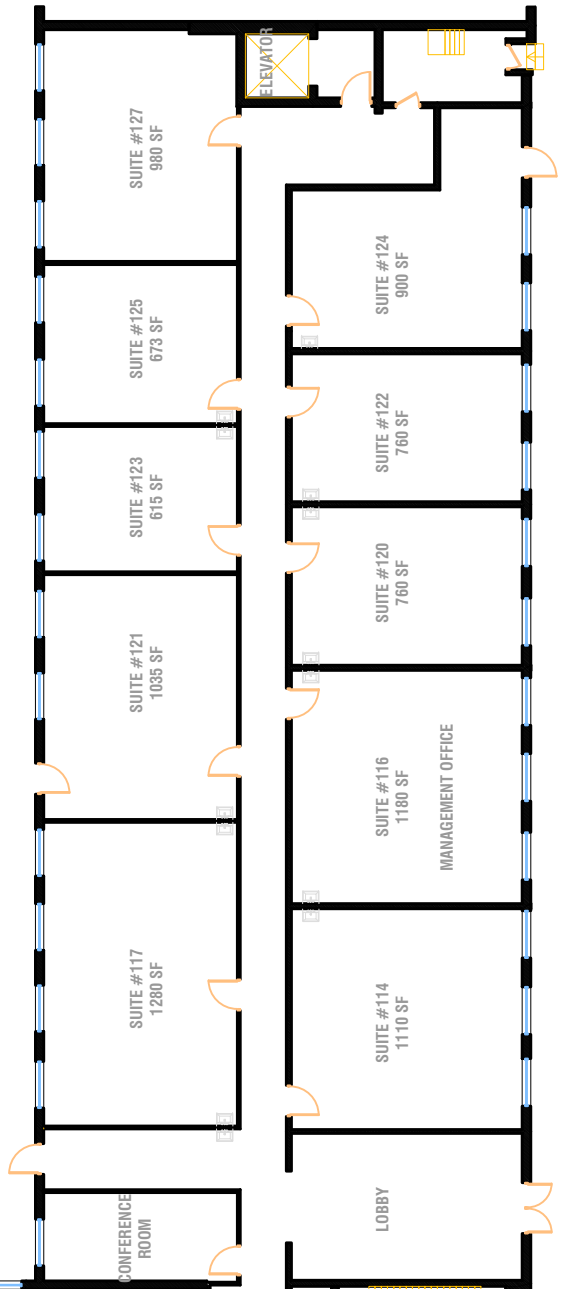 ELEVATOR
SUITE #127
980 SF
SUITE #124
900 SF
SUITE #125
673 SF
SUITE #122
760 SF
SUITE #123
615 SF
SUITE #120
760 SF
SUITE #121
1035 SF
SUITE #116
1180 SF
MANAGEMENT OFFICE
SUITE #117
1280 SF
SUITE #114
1110 SF
LOBBY
CONFERENCE
ROOM